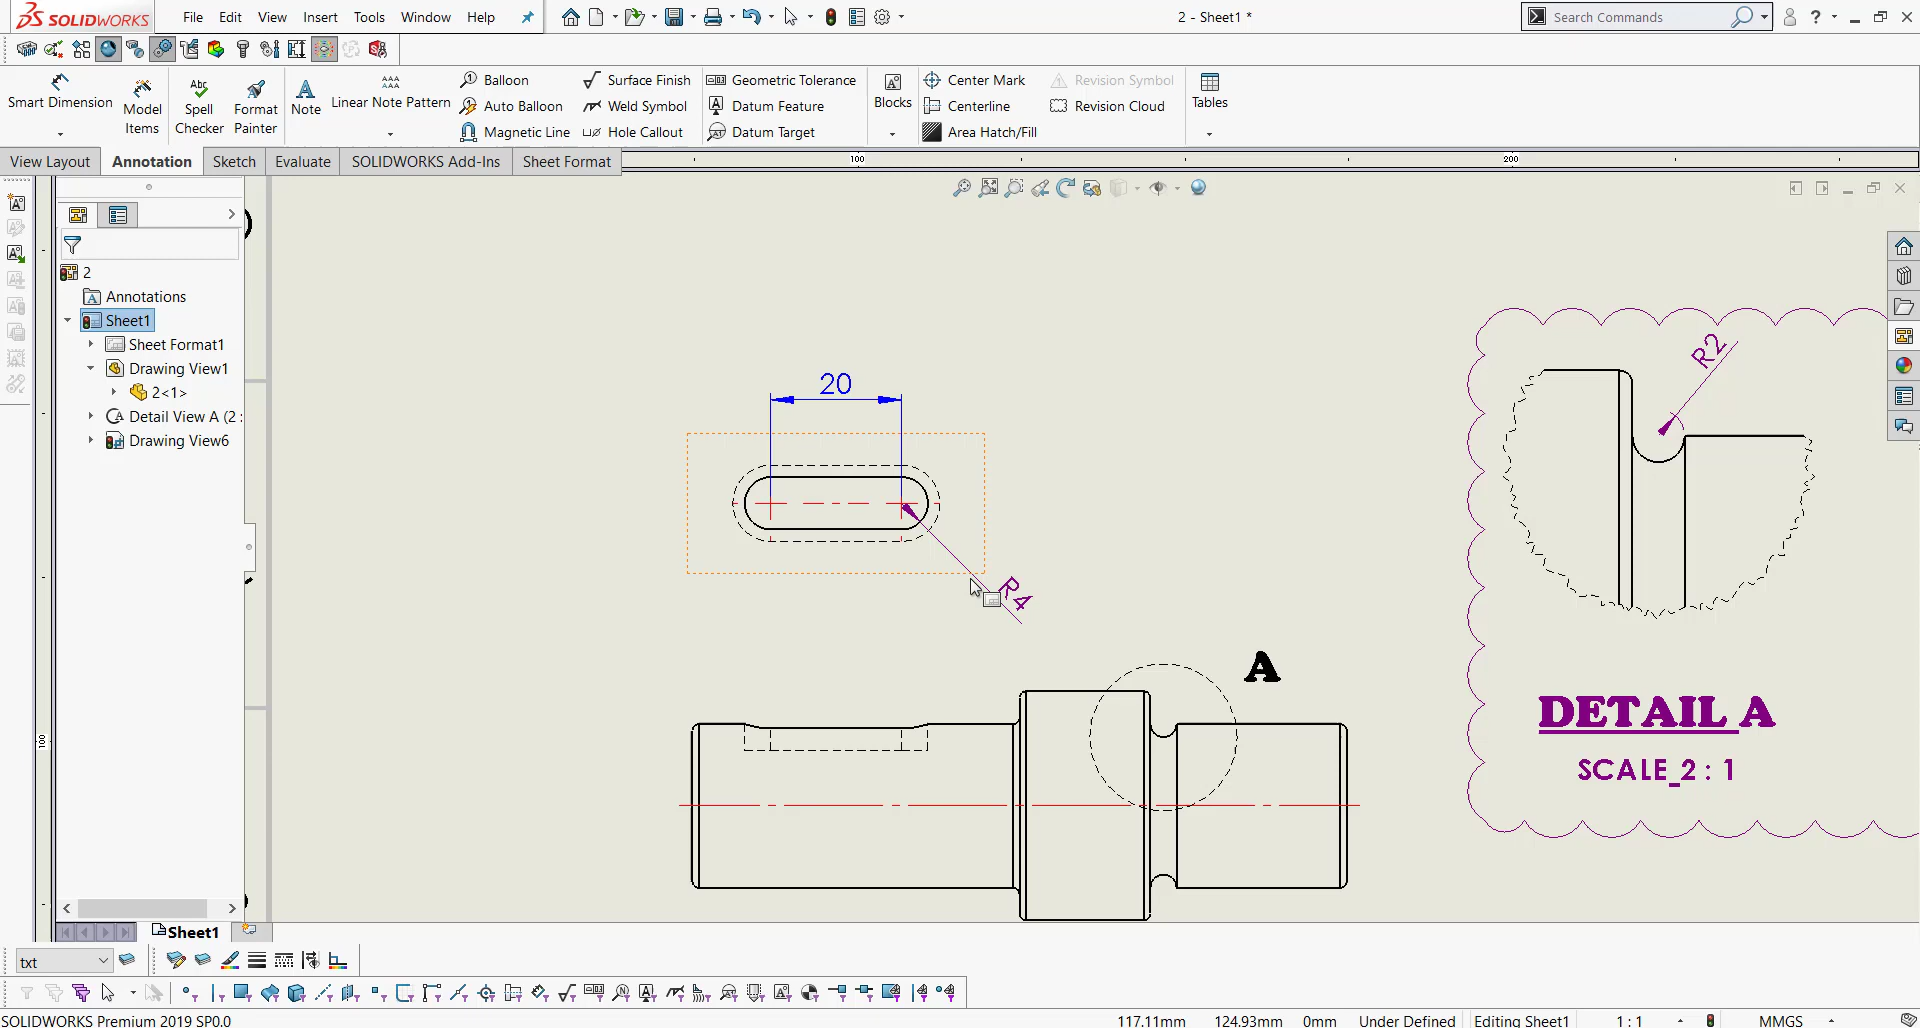 SOLIDWORKS File Edit View Insert Tools Window Help 2 - Sheet1 * Search Commands
Smart Dimension
Model Items
Spell Checker
Format Painter
Note
Linear Note Pattern
Balloon
Auto Balloon
Magnetic Line
Surface Finish
Weld Symbol
Hole Callout
Geometric Tolerance
Datum Feature
Datum Target
Blocks
Center Mark
Centerline
Area Hatch/Fill
Revision Symbol
Revision Cloud
Tables
View Layout Annotation Sketch Evaluate SOLIDWORKS Add-Ins Sheet Format
100 200
2
Annotations
Sheet1
Sheet Format1
Drawing View1
2<1>
Detail View A (2 :
Drawing View6
20
R4
R2
A
DETAIL A
SCALE_2 : 1
100
Sheet1
txt
SOLIDWORKS Premium 2019 SP0.0 117.11mm 124.93mm 0mm Under Defined Editing Sheet1 1 : 1 MMGS